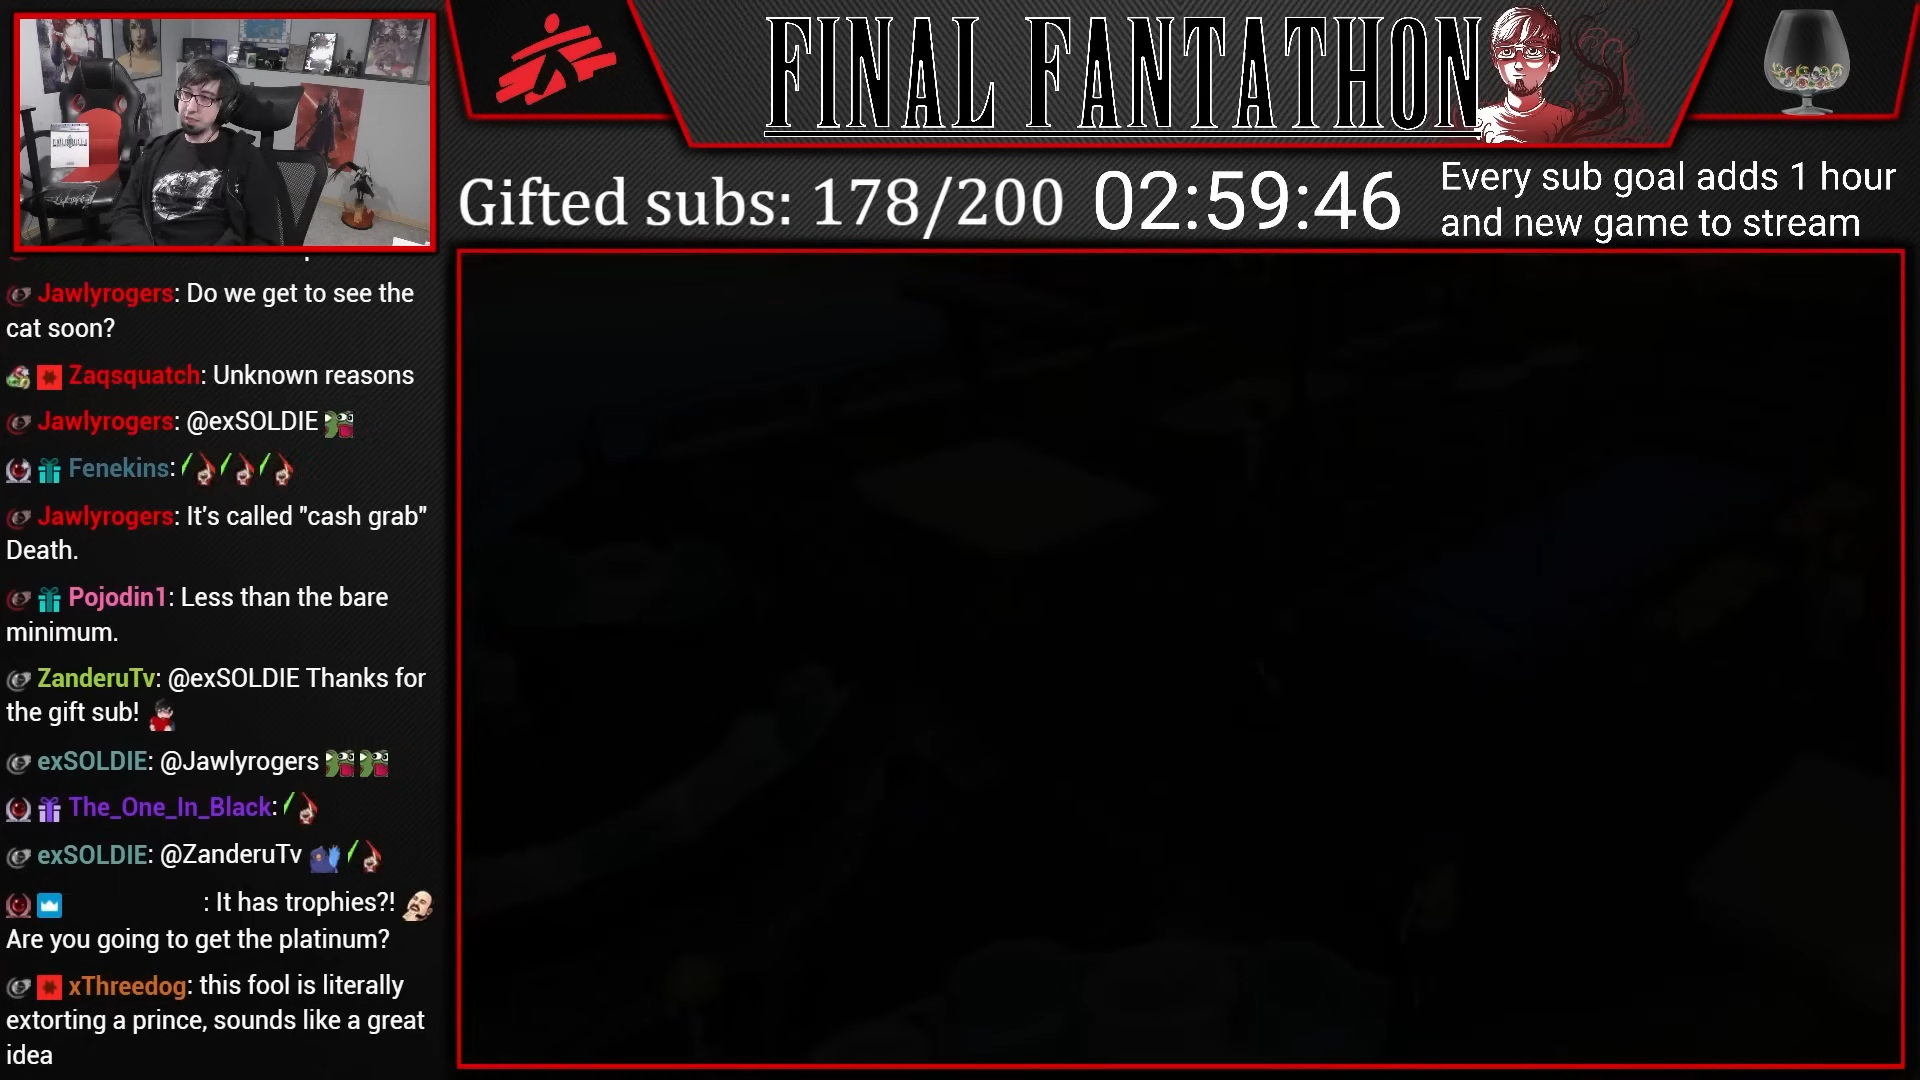 FINAL FANTATHON
Gifted subs: 178/200
02:59:46
Every sub goal adds 1 hour
and new game to stream
Jawlyrogers: Do we get to see the
cat soon?
Zaqsquatch: Unknown reasons
Jawlyrogers: @exSOLDIE
Fenekins:
Jawlyrogers: It's called "cash grab"
Death.
Pojodin1: Less than the bare
minimum.
ZanderuTv: @exSOLDIE Thanks for
the gift sub!
exSOLDIE: @Jawlyrogers
The_One_In_Black:
exSOLDIE: @ZanderuTv
: It has trophies?!
Are you going to get the platinum?
xThreedog: this fool is literally
extorting a prince, sounds like a great
idea